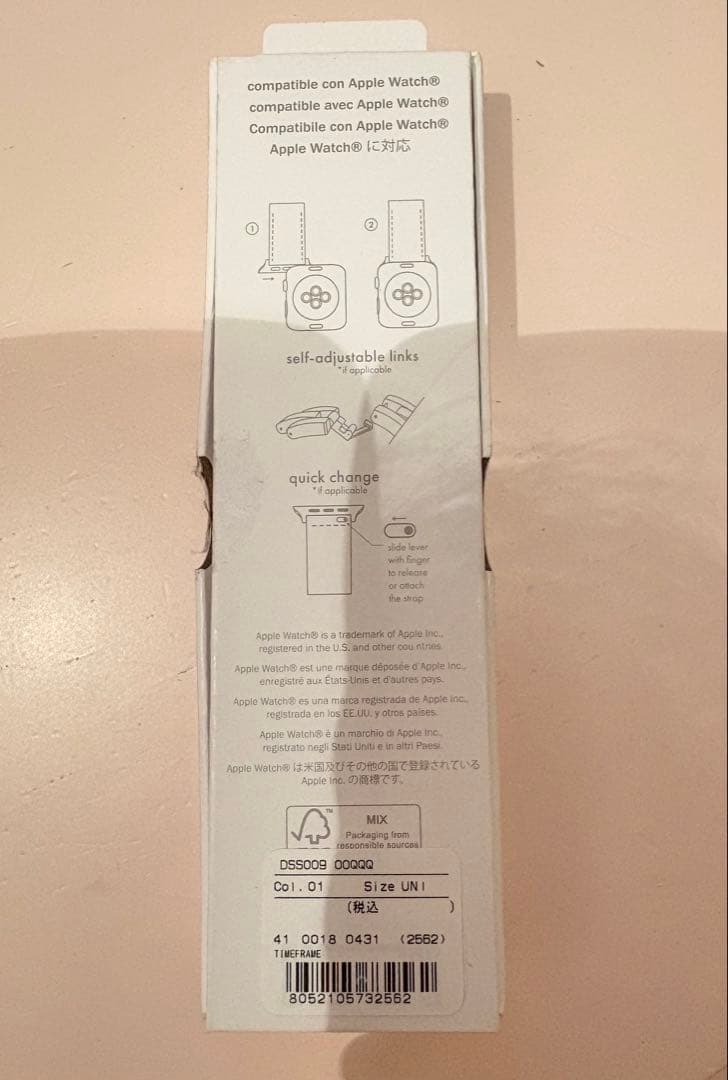 compatible con Apple Watch®
compatible avec Apple Watch®
Compatibile con Apple Watch®
Apple Watch® に対応
1
2
self-adjustable links
*if applicable
quick change
*if applicable
slide lever
with finger
to release
or attach
the strap
Apple Watch® is a trademark of Apple Inc.,
registered in the U.S. and other countries.
Apple Watch® est une marque déposée d'Apple Inc.,
enregistré aux États-Unis et d'autres pays.
Apple Watch® es una marca registrada de Apple Inc.,
registrada en los EE.UU. y otros países.
Apple Watch® è un marchio di Apple Inc.,
registrato negli Stati Uniti e in altri Paesi.
Apple Watch® は米国及びその他の国で登録されている
Apple Inc. の商標です。
TM
MIX
Packaging from
responsible sources
DSS009 00QQQ
Col. 01 Size UNI
(税込 )
41 0018 0431 (2562)
TIMEFRAME
8052105732562